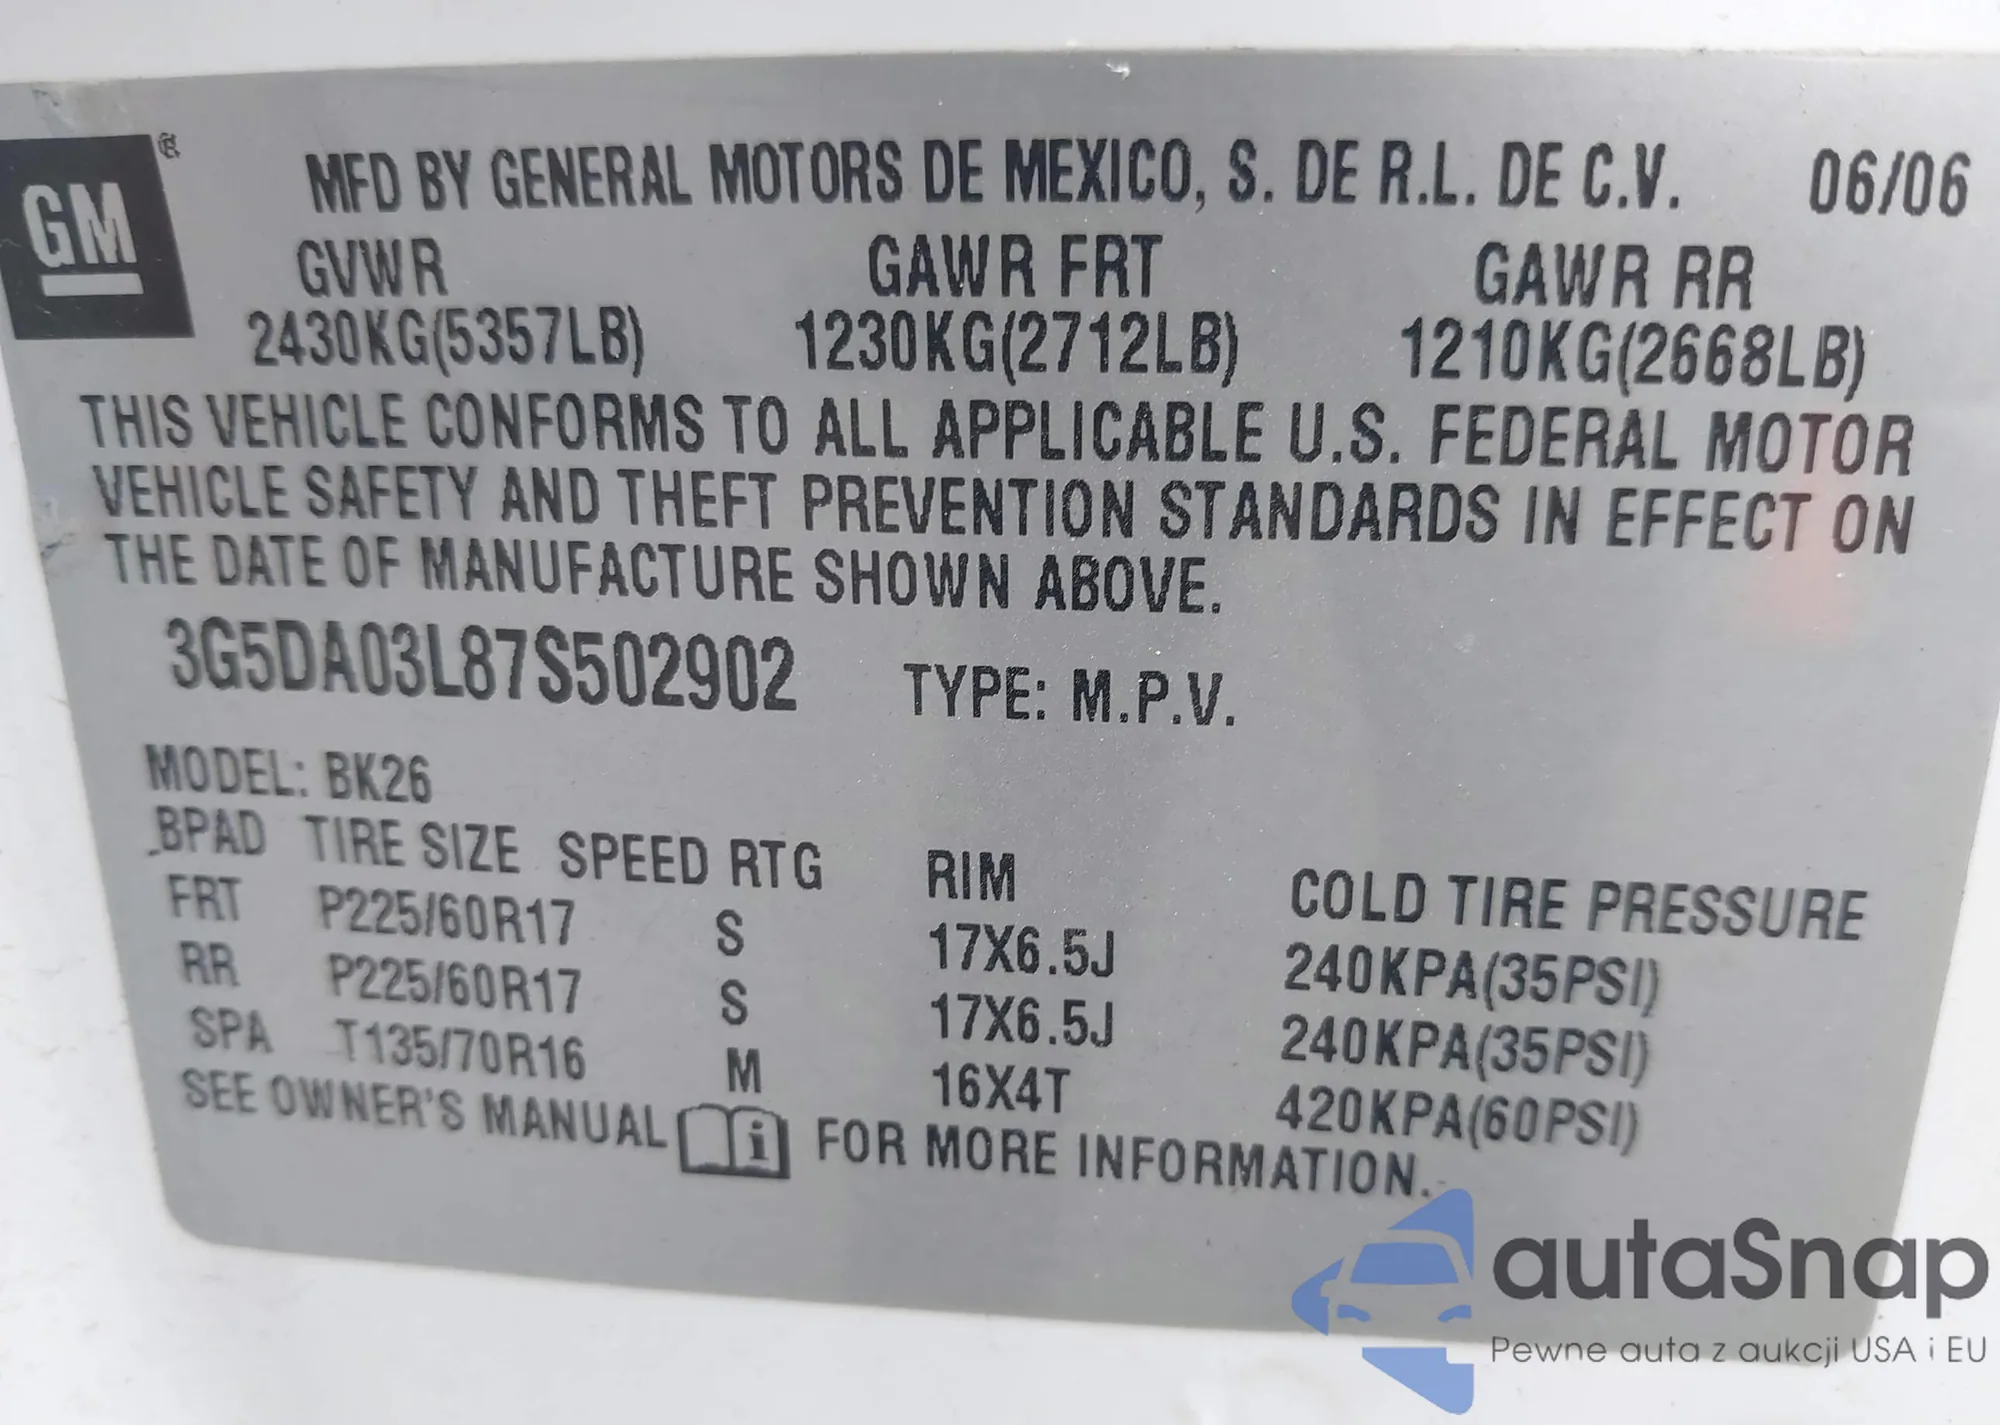 GM ®
MFD BY GENERAL MOTORS DE MEXICO, S. DE R.L. DE C.V. 06/06
GVWR GAWR FRT GAWR RR
2430KG(5357LB) 1230KG(2712LB) 1210KG(2668LB)
THIS VEHICLE CONFORMS TO ALL APPLICABLE U.S. FEDERAL MOTOR
VEHICLE SAFETY AND THEFT PREVENTION STANDARDS IN EFFECT ON
THE DATE OF MANUFACTURE SHOWN ABOVE.
3G5DA03L87S502902 TYPE: M.P.V.
MODEL: BK26
BPAD TIRE SIZE SPEED RTG RIM COLD TIRE PRESSURE
FRT P225/60R17 S 17X6.5J 240KPA(35PSI)
RR P225/60R17 S 17X6.5J 240KPA(35PSI)
SPA T135/70R16 M 16X4T 420KPA(60PSI)
SEE OWNER'S MANUAL i FOR MORE INFORMATION.
autaSnap
Pewne auta z aukcji USA i EU